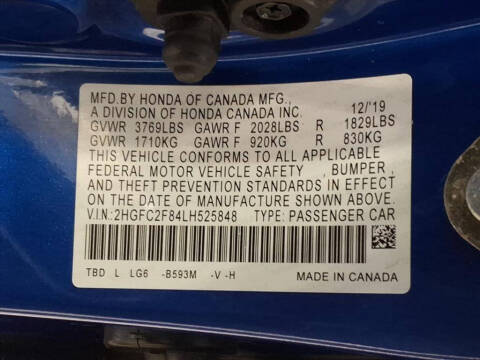 MFD.BY HONDA OF CANADA MFG.,
A DIVISION OF HONDA CANADA INC. 12/'19
GVWR 3769LBS GAWR F 2028LBS R 1829LBS
GVWR 1710KG GAWR F 920KG R 830KG
THIS VEHICLE CONFORMS TO ALL APPLICABLE
FEDERAL MOTOR VEHICLE SAFETY , BUMPER ,
AND THEFT PREVENTION STANDARDS IN EFFECT
ON THE DATE OF MANUFACTURE SHOWN ABOVE.
V.I.N: 2HGFC2F84LH525848 TYPE: PASSENGER CAR
TBD L LG6 -B593M -V -H
MADE IN CANADA